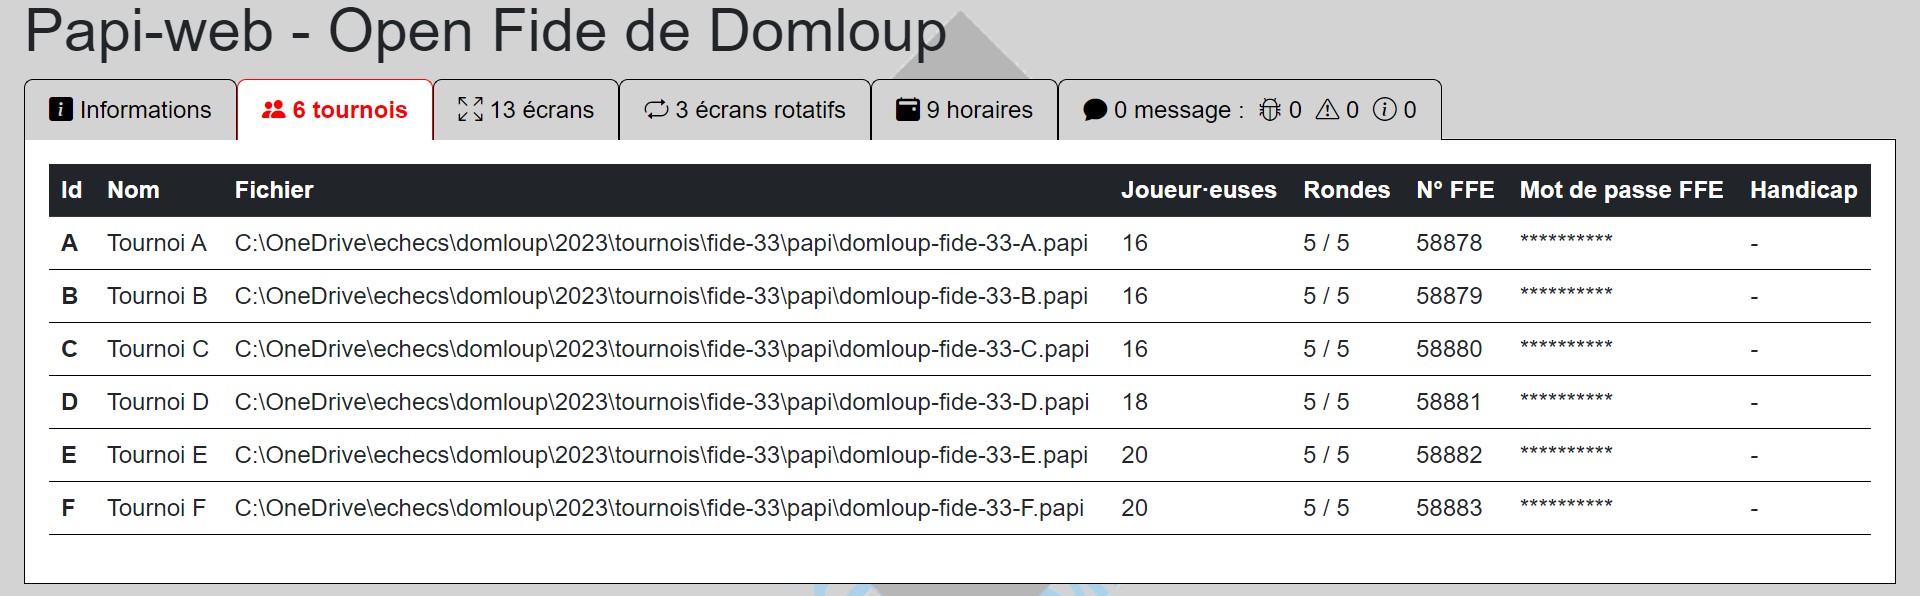 Papi-web - Open Fide de Domloup
Informations 6 tournois 13 écrans 3 écrans rotatifs 9 horaires 0 message : 0 0 0
Id Nom Fichier Joueur·euses Rondes N° FFE Mot de passe FFE Handicap
A Tournoi A C:\OneDrive\echecs\domloup\2023\tournois\fide-33\papi\domloup-fide-33-A.papi 16 5 / 5 58878 ********** -
B Tournoi B C:\OneDrive\echecs\domloup\2023\tournois\fide-33\papi\domloup-fide-33-B.papi 16 5 / 5 58879 ********** -
C Tournoi C C:\OneDrive\echecs\domloup\2023\tournois\fide-33\papi\domloup-fide-33-C.papi 16 5 / 5 58880 ********** -
D Tournoi D C:\OneDrive\echecs\domloup\2023\tournois\fide-33\papi\domloup-fide-33-D.papi 18 5 / 5 58881 ********** -
E Tournoi E C:\OneDrive\echecs\domloup\2023\tournois\fide-33\papi\domloup-fide-33-E.papi 20 5 / 5 58882 ********** -
F Tournoi F C:\OneDrive\echecs\domloup\2023\tournois\fide-33\papi\domloup-fide-33-F.papi 20 5 / 5 58883 ********** -